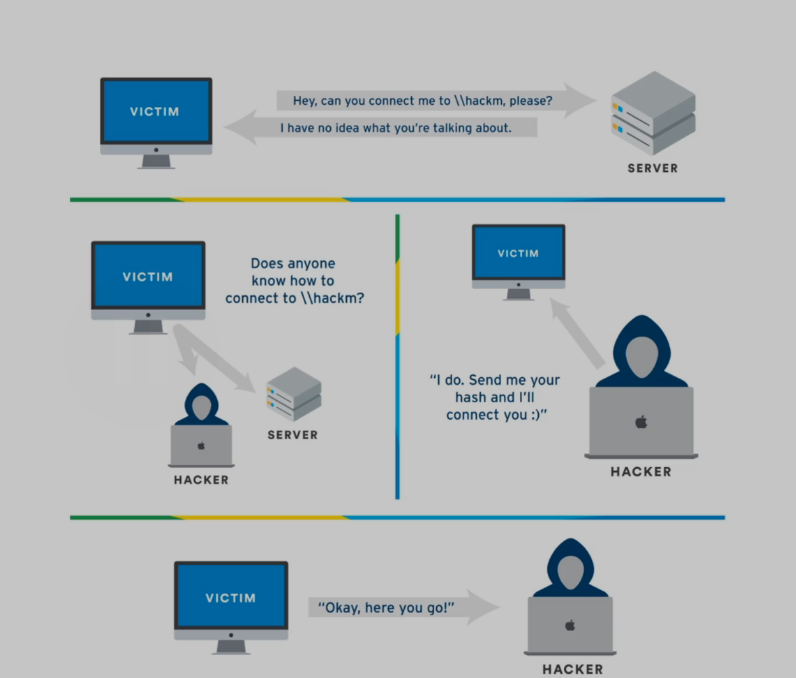 VICTIM
Hey, can you connect me to \\hackm, please?
I have no idea what you're talking about.
SERVER
VICTIM
Does anyone
know how to
connect to \\hackm?
HACKER
SERVER
VICTIM
"I do. Send me your
hash and I'll
connect you :)"
HACKER
VICTIM
"Okay, here you go!"
HACKER